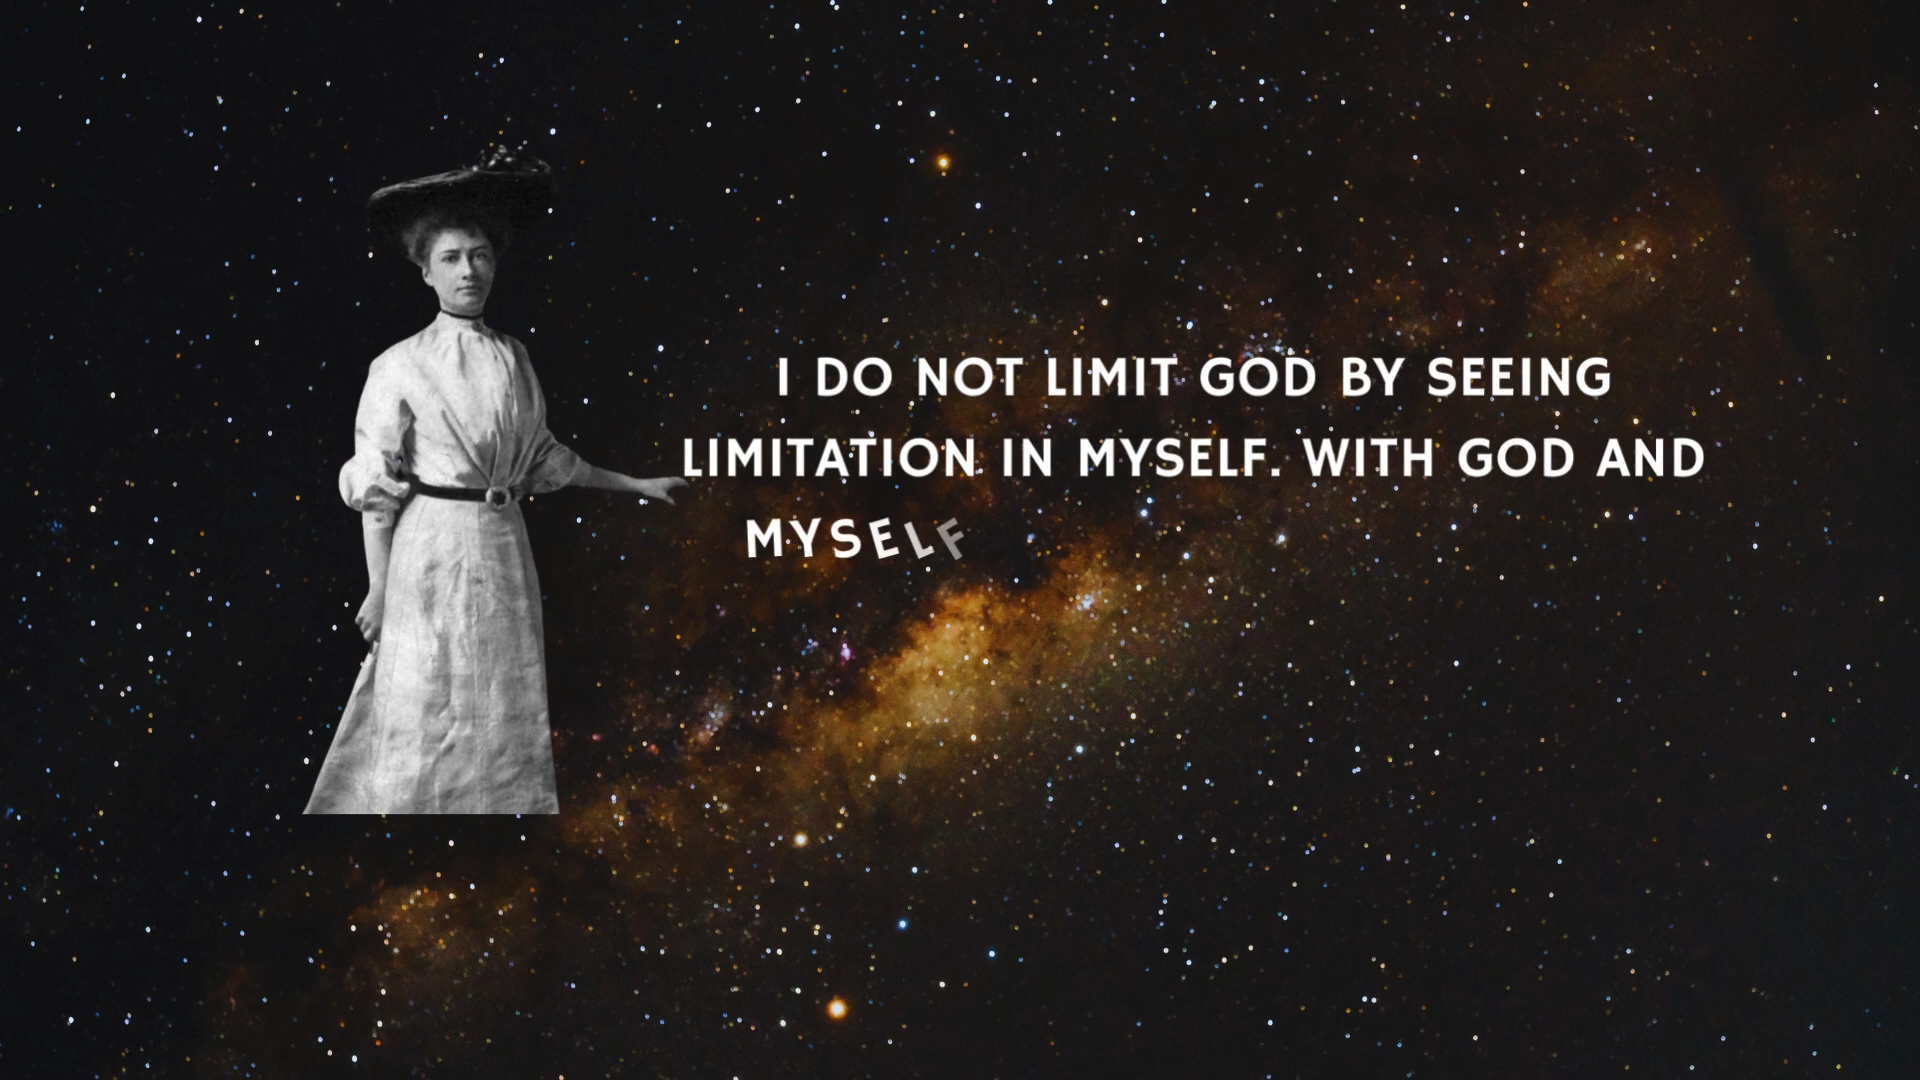 I DO NOT LIMIT GOD BY SEEING
LIMITATION IN MYSELF. WITH GOD AND
MYSELF